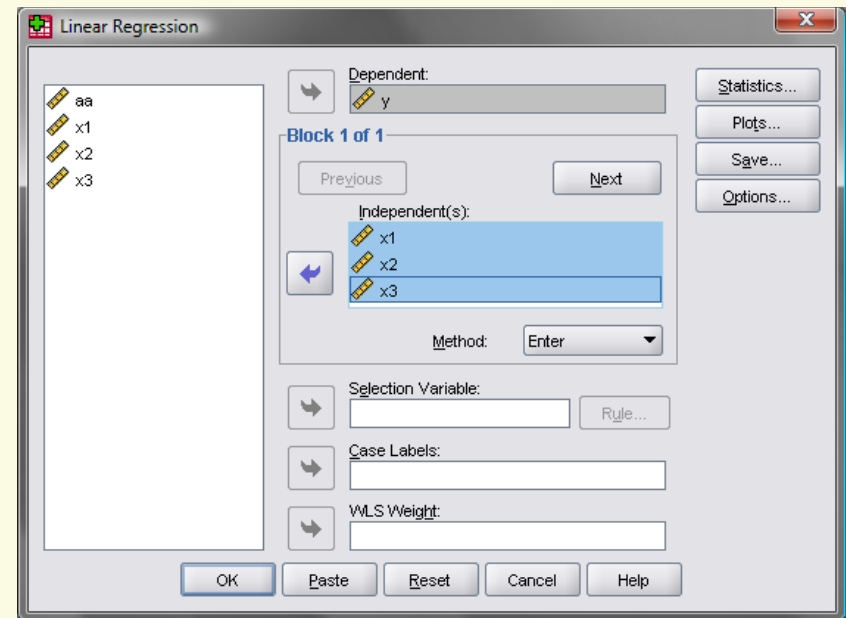 Linear Regression
x
aa
x1
x2
x3
Dependent:
y
Block 1 of 1
Previous
Next
Independent(s):
x1
x2
x3
Method:
Enter
Selection Variable:
Rule...
Case Labels:
WLS Weight:
Statistics...
Plots...
Save...
Options...
OK
Paste
Reset
Cancel
Help